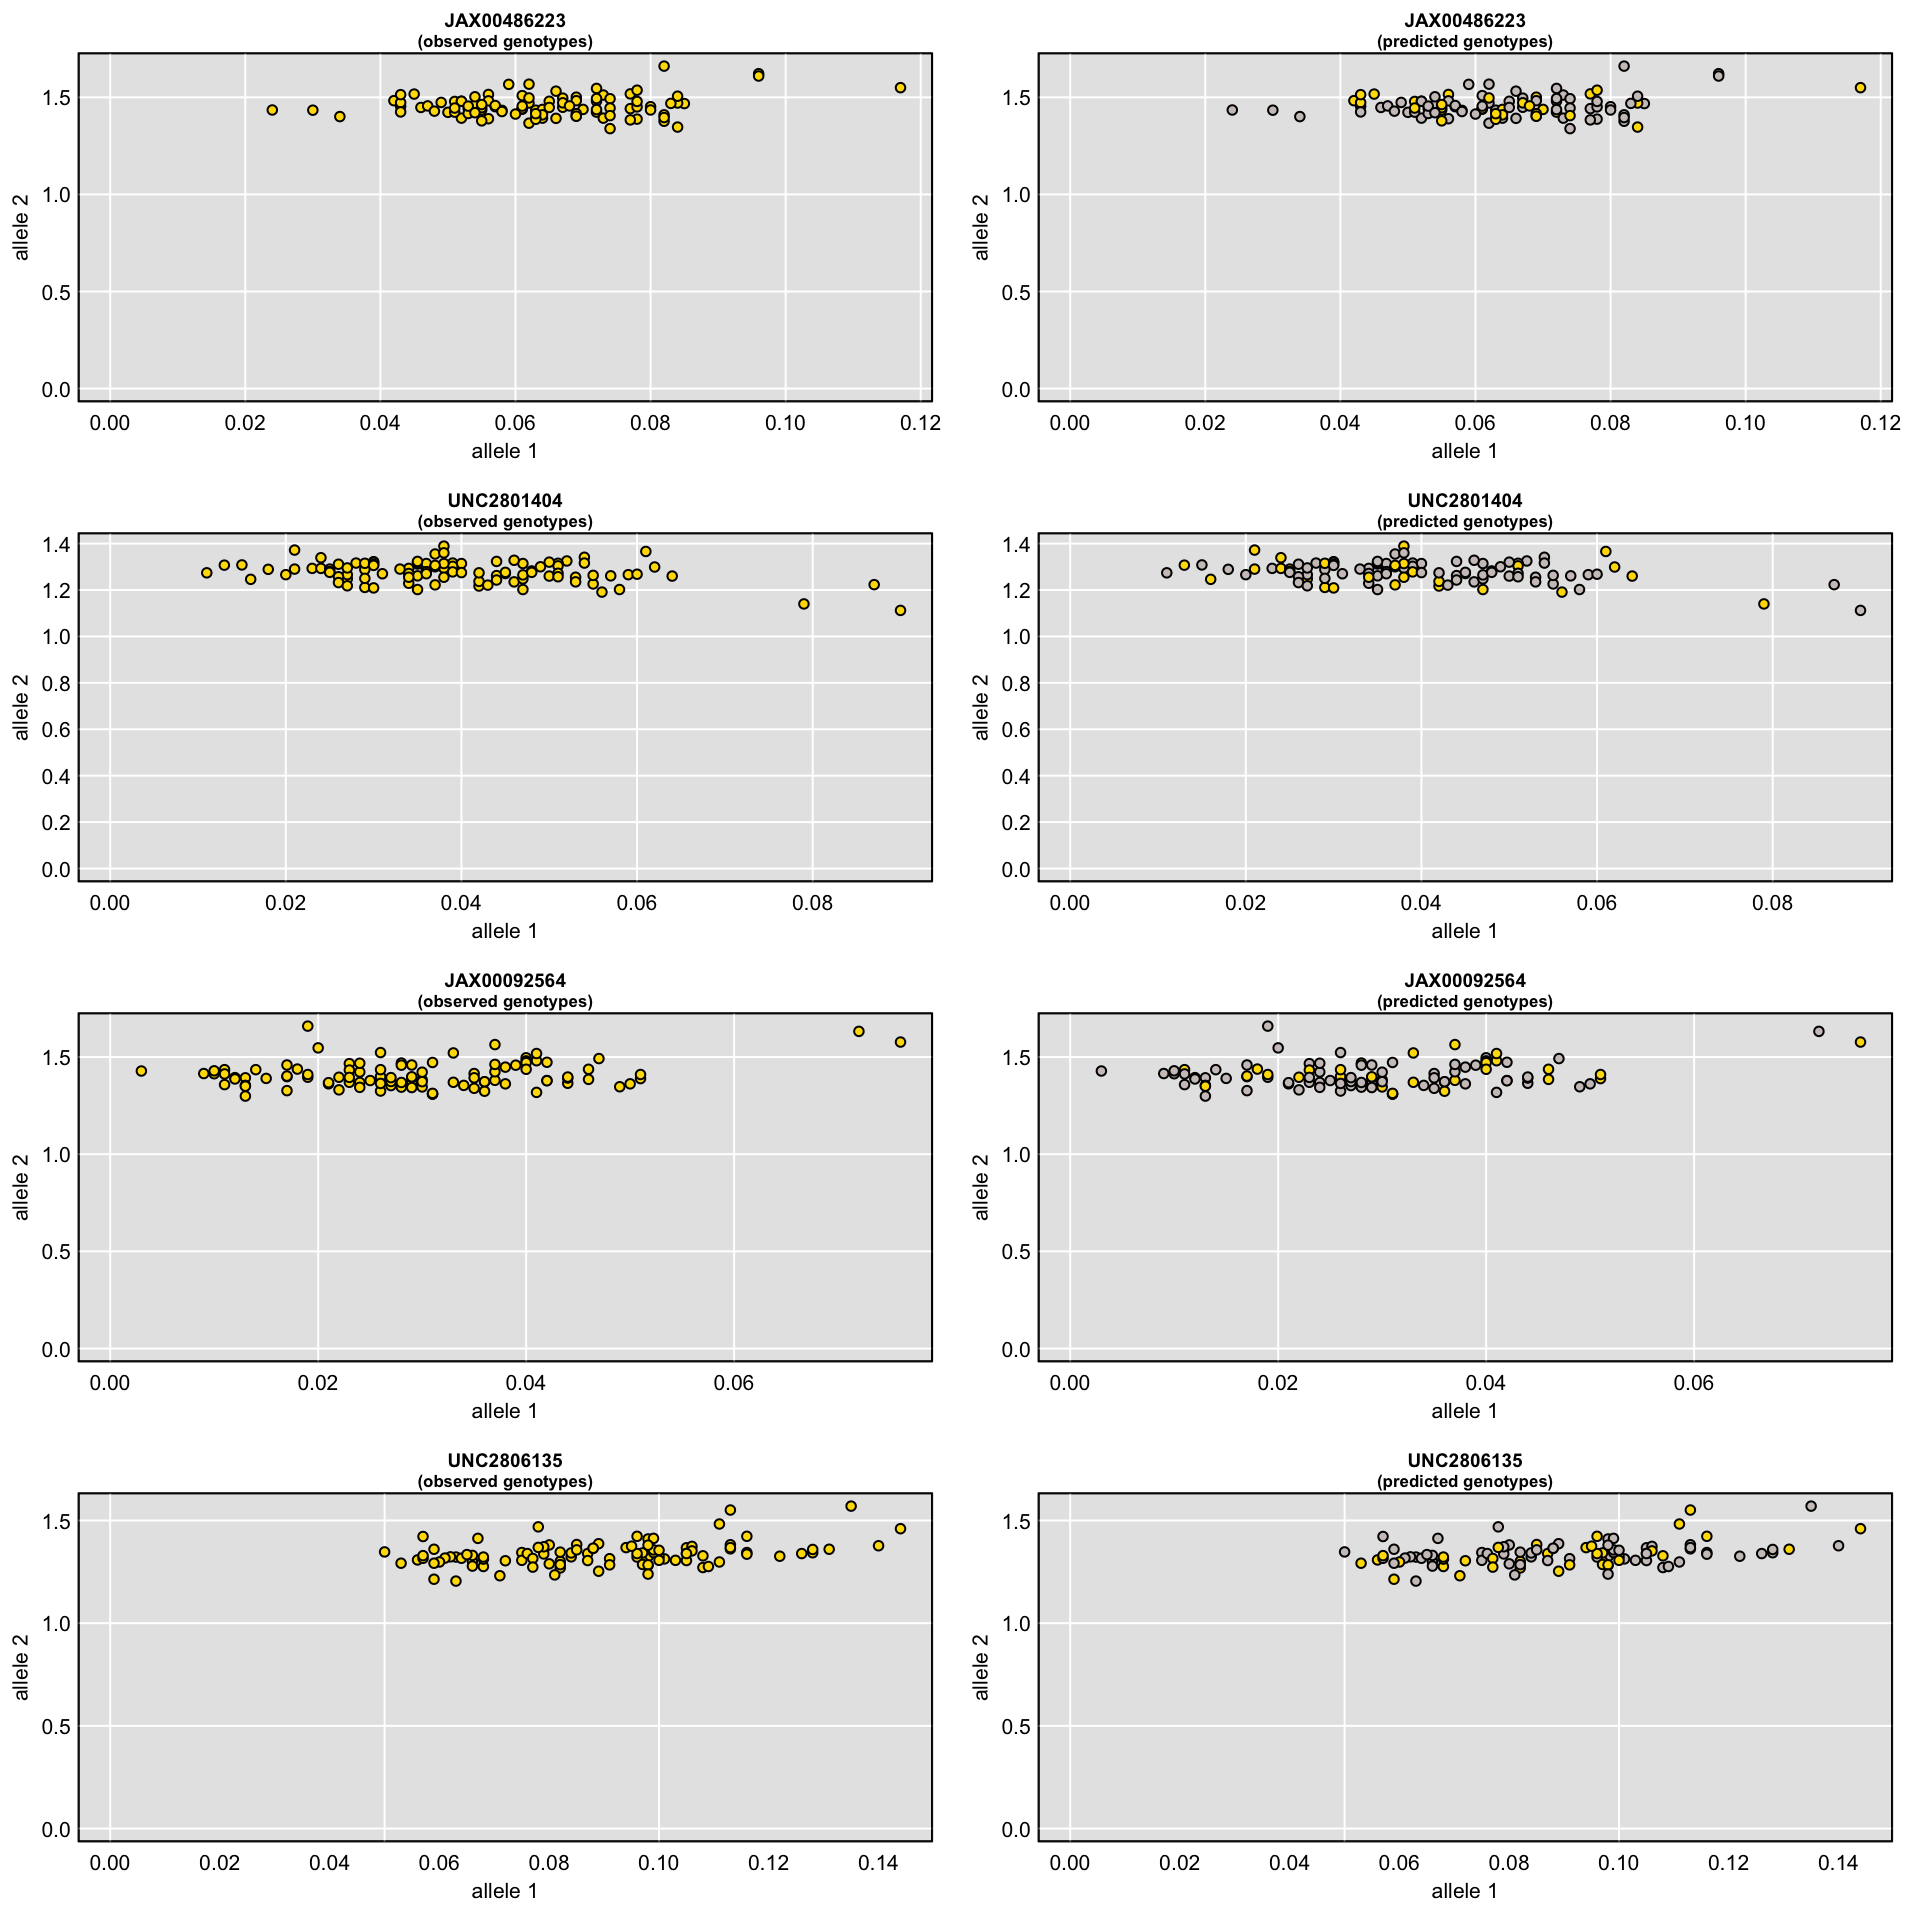 JAX00486223
(observed genotypes)
allele 2
1.5
1.0
0.5
0.0
0.00 0.02 0.04 0.06 0.08 0.10 0.12
allele 1
JAX00486223
(predicted genotypes)
allele 2
1.5
1.0
0.5
0.0
0.00 0.02 0.04 0.06 0.08 0.10 0.12
allele 1
UNC2801404
(observed genotypes)
allele 2
1.4
1.2
1.0
0.8
0.6
0.4
0.2
0.0
0.00 0.02 0.04 0.06 0.08
allele 1
UNC2801404
(predicted genotypes)
allele 2
1.4
1.2
1.0
0.8
0.6
0.4
0.2
0.0
0.00 0.02 0.04 0.06 0.08
allele 1
JAX00092564
(observed genotypes)
allele 2
1.5
1.0
0.5
0.0
0.00 0.02 0.04 0.06
allele 1
JAX00092564
(predicted genotypes)
allele 2
1.5
1.0
0.5
0.0
0.00 0.02 0.04 0.06
allele 1
UNC2806135
(observed genotypes)
allele 2
1.5
1.0
0.5
0.0
0.00 0.02 0.04 0.06 0.08 0.10 0.12 0.14
allele 1
UNC2806135
(predicted genotypes)
allele 2
1.5
1.0
0.5
0.0
0.00 0.02 0.04 0.06 0.08 0.10 0.12 0.14
allele 1